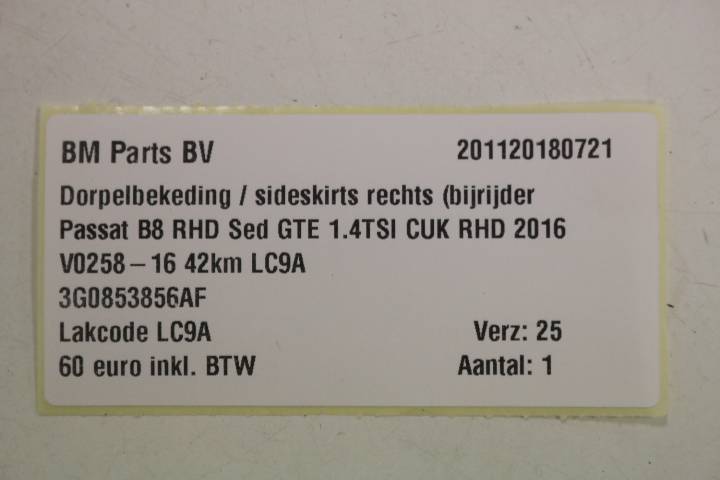 BM Parts BV 201120180721
Dorpelbekeding / sideskirts rechts (bijrijder
Passat B8 RHD Sed GTE 1.4TSI CUK RHD 2016
V0258-16 42km LC9A
3G0853856AF
Lakcode LC9A Verz: 25
60 euro inkl. BTW Aantal: 1